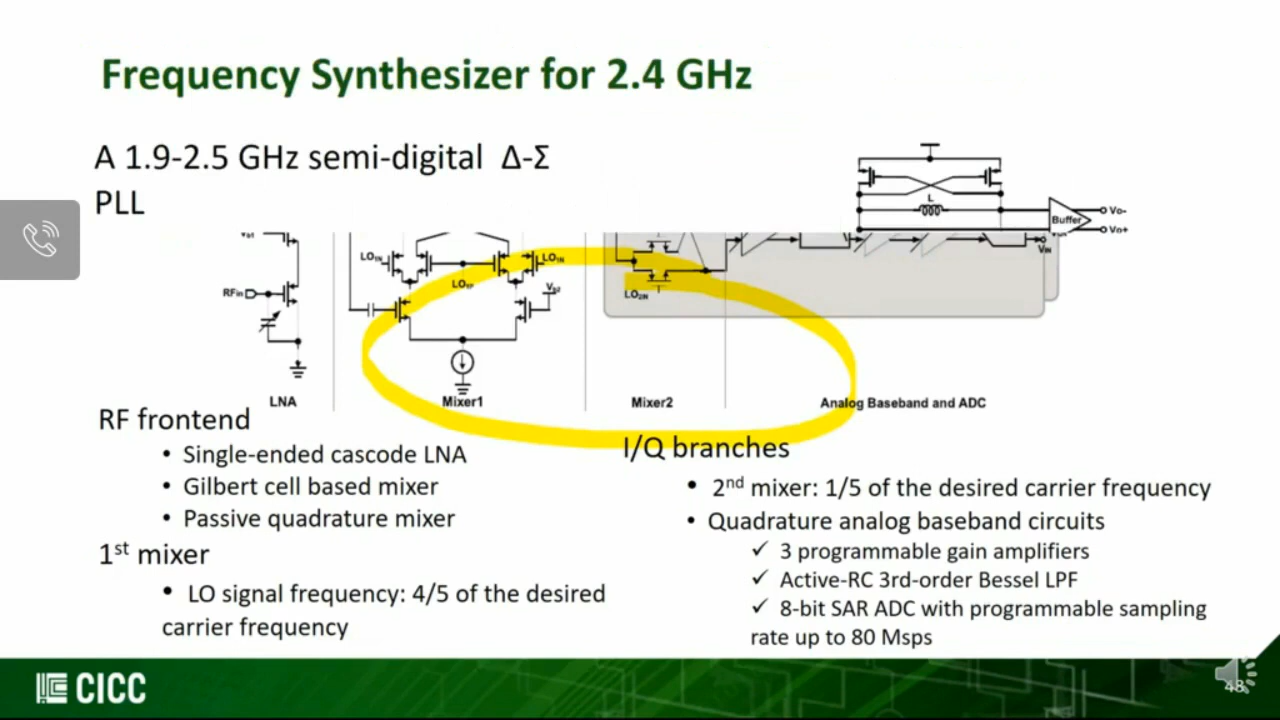 Frequency Synthesizer for 2.4 GHz
A 1.9-2.5 GHz semi-digital Δ-Σ
PLL
L
Buffer
Vo-
Vo+
LO1N
LO1N
LO1P
Vb2
RFin
LO2N
VIN
LNA
Mixer1
Mixer2
Analog Baseband and ADC
RF frontend
• Single-ended cascode LNA
• Gilbert cell based mixer
• Passive quadrature mixer
1st mixer
• LO signal frequency: 4/5 of the desired
carrier frequency
I/Q branches
• 2nd mixer: 1/5 of the desired carrier frequency
• Quadrature analog baseband circuits
✓ 3 programmable gain amplifiers
✓ Active-RC 3rd-order Bessel LPF
✓ 8-bit SAR ADC with programmable sampling
rate up to 80 Msps
CICC
48